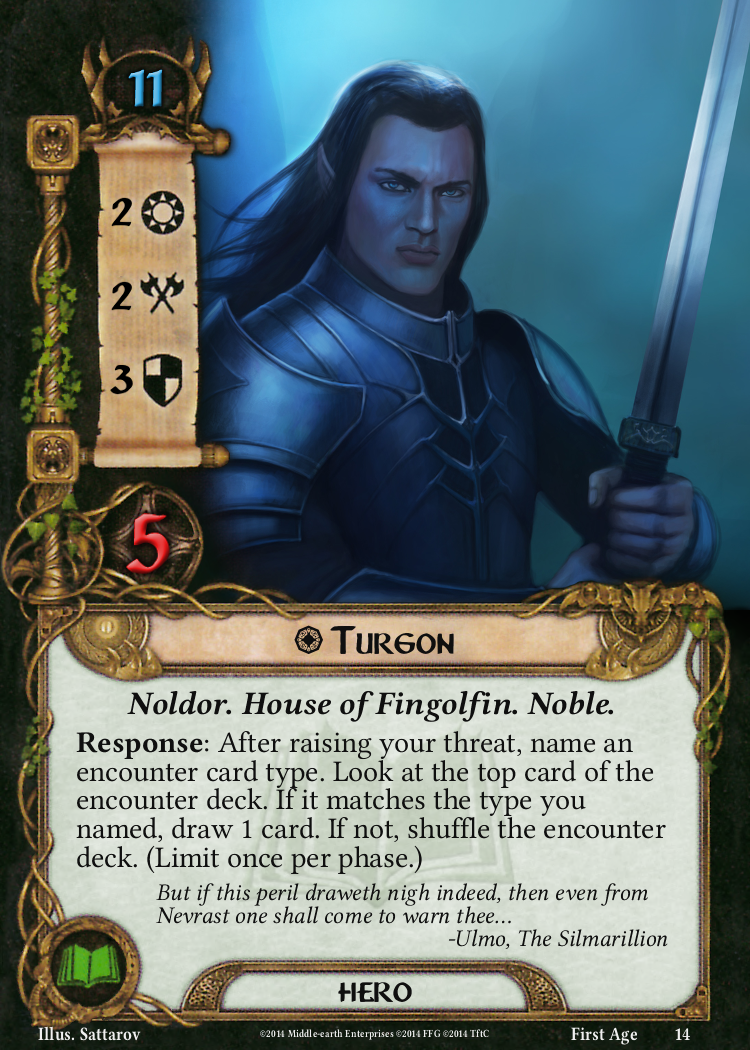 11
2
2
3
5
Turgon
Noldor. House of Fingolfin. Noble.
Response: After raising your threat, name an
encounter card type. Look at the top card of the
encounter deck. If it matches the type you
named, draw 1 card. If not, shuffle the encounter
deck. (Limit once per phase.)
But if this peril draweth nigh indeed, then even from
Nevrast one shall come to warn thee...
-Ulmo, The Silmarillion
HERO
Illus. Sattarov ©2014 Middle-earth Enterprises ©2014 FFG ©2014 TftC First Age 14